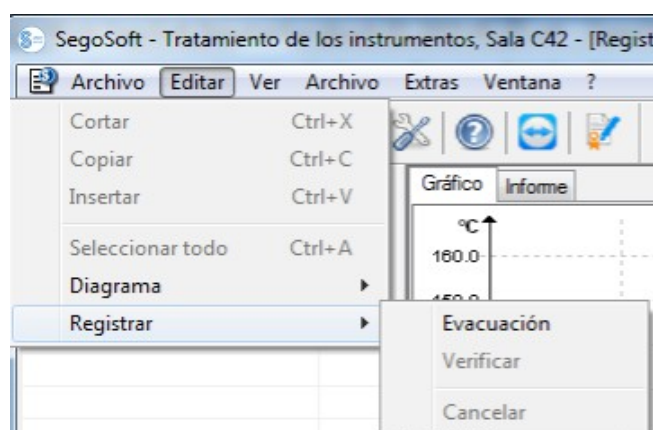 SegoSoft - Tratamiento de los instrumentos, Sala C42 - [Regist
Archivo Editar Ver Archivo Extras Ventana ?
Cortar Ctrl+X
Copiar Ctrl+C
Insertar Ctrl+V
Seleccionar todo Ctrl+A
Diagrama
Registrar
Gráfico Informe
°C
160.0
Evacuación
Verificar
Cancelar